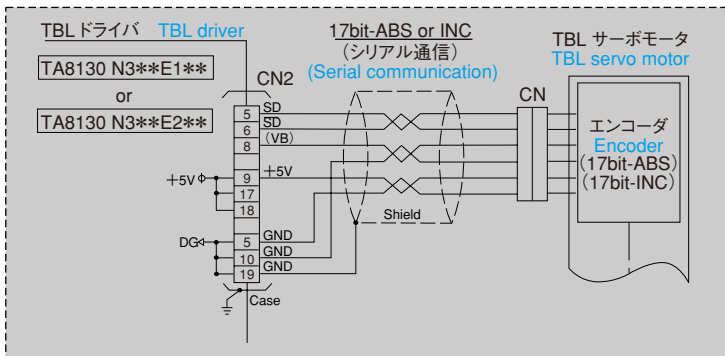 TBL ドライバ TBL driver
TA8130 N3**E1**
or
TA8130 N3**E2**
17bit-ABS or INC
(シリアル通信)
(Serial communication)
TBL サーボモータ
TBL servo motor
CN2
CN
5 SD
6 SD
8 (VB)
+5V 9 +5V
17
18
DG 5 GND
10 GND
19 GND
Case
Shield
エンコーダ
Encoder
(17bit-ABS)
(17bit-INC)